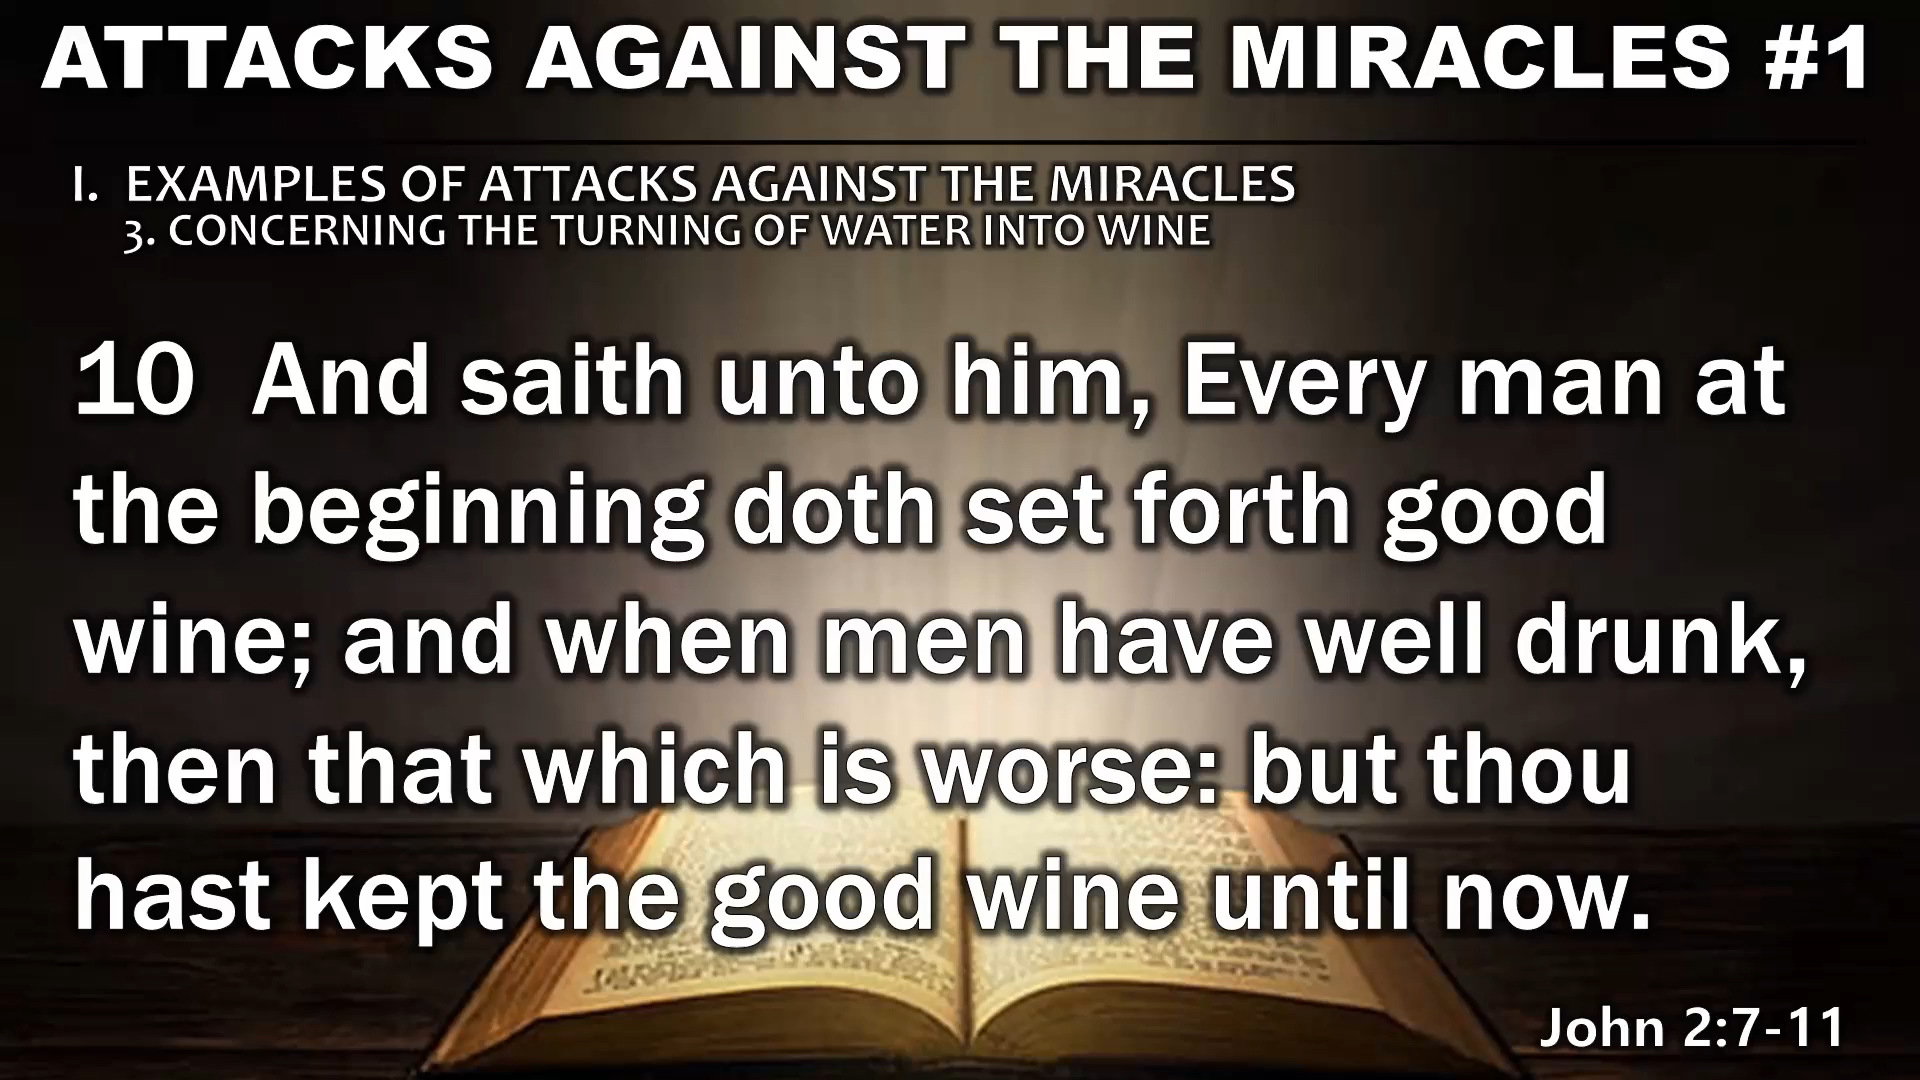 ATTACKS AGAINST THE MIRACLES #1
I. EXAMPLES OF ATTACKS AGAINST THE MIRACLES
3. CONCERNING THE TURNING OF WATER INTO WINE
10 And saith unto him, Every man at
the beginning doth set forth good
wine; and when men have well drunk,
then that which is worse: but thou
hast kept the good wine until now.
John 2:7-11